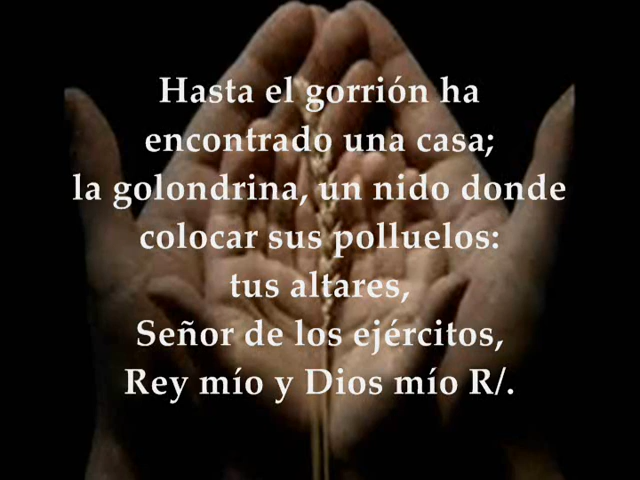 Hasta el gorrión ha
encontrado una casa;
la golondrina, un nido donde
colocar sus polluelos:
tus altares,
Señor de los ejércitos,
Rey mío y Dios mío R/.